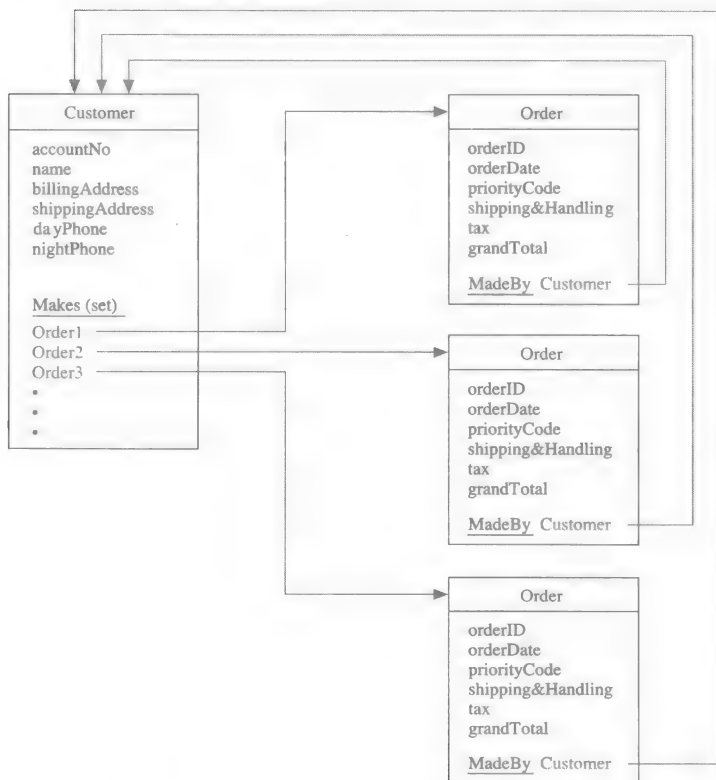 Customer
accountNo
name
billingAddress
shippingAddress
dayPhone
nightPhone
Makes (set)
Order1
Order2
Order3
•
•
•
Order
orderID
orderDate
priorityCode
shipping&Handling
tax
grandTotal
MadeBy Customer
Order
orderID
orderDate
priorityCode
shipping&Handling
tax
grandTotal
MadeBy Customer
Order
orderID
orderDate
priorityCode
shipping&Handling
tax
grandTotal
MadeBy Customer